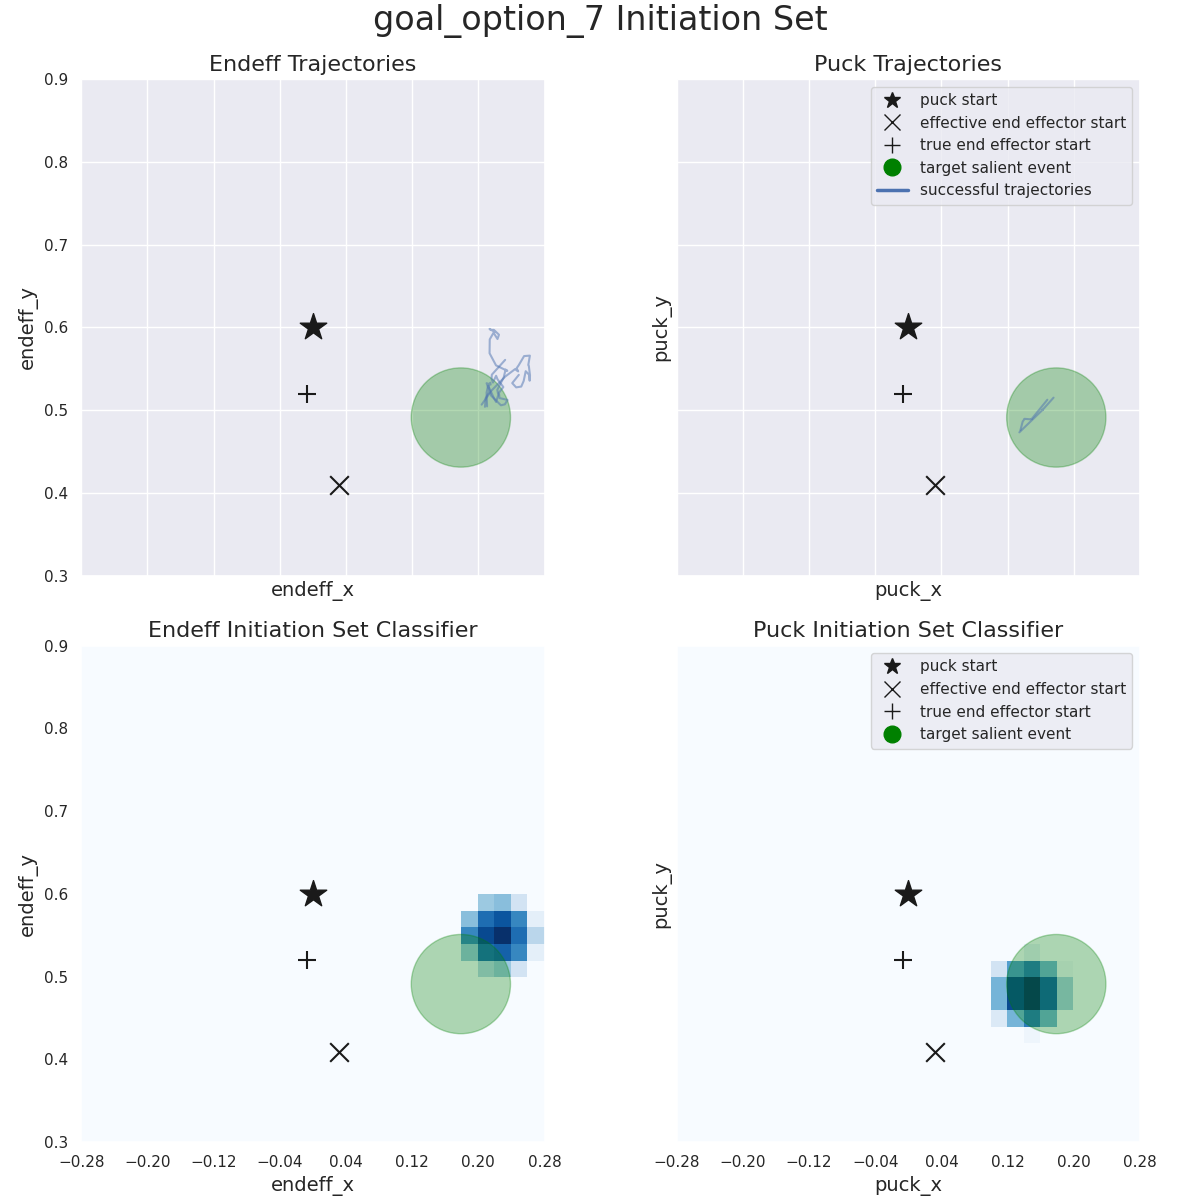 goal_option_7 Initiation Set
Endeff Trajectories
0.9
0.8
0.7
0.6
0.5
0.4
0.3
endeff_y
endeff_x
Puck Trajectories
puck start
effective end effector start
true end effector start
target salient event
successful trajectories
puck_y
puck_x
Endeff Initiation Set Classifier
0.9
0.8
0.7
0.6
0.5
0.4
0.3
endeff_y
−0.28 −0.20 −0.12 −0.04 0.04 0.12 0.20 0.28
endeff_x
Puck Initiation Set Classifier
puck start
effective end effector start
true end effector start
target salient event
puck_y
−0.28 −0.20 −0.12 −0.04 0.04 0.12 0.20 0.28
puck_x